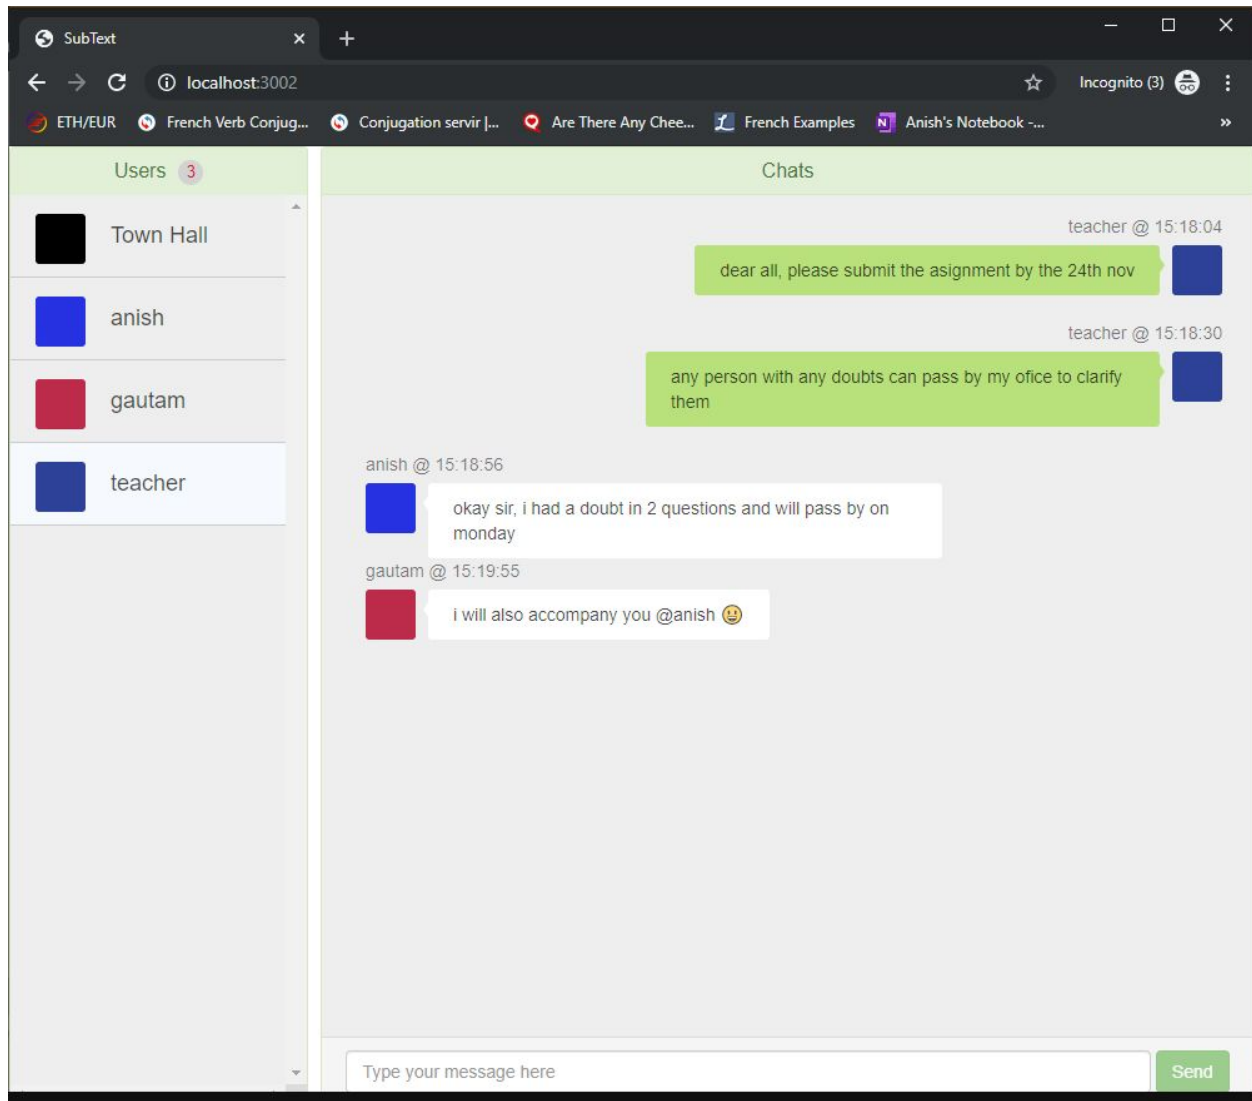 SubText
localhost:3002
Incognito (3)
ETH/EUR
French Verb Conjug...
Conjugation servir |...
Are There Any Chee...
French Examples
Anish's Notebook -...
Users 3
Chats
Town Hall
anish
gautam
teacher
teacher @ 15:18:04
dear all, please submit the asignment by the 24th nov
teacher @ 15:18:30
any person with any doubts can pass by my ofice to clarify
them
anish @ 15:18:56
okay sir, i had a doubt in 2 questions and will pass by on
monday
gautam @ 15:19:55
i will also accompany you @anish 😀
Type your message here
Send